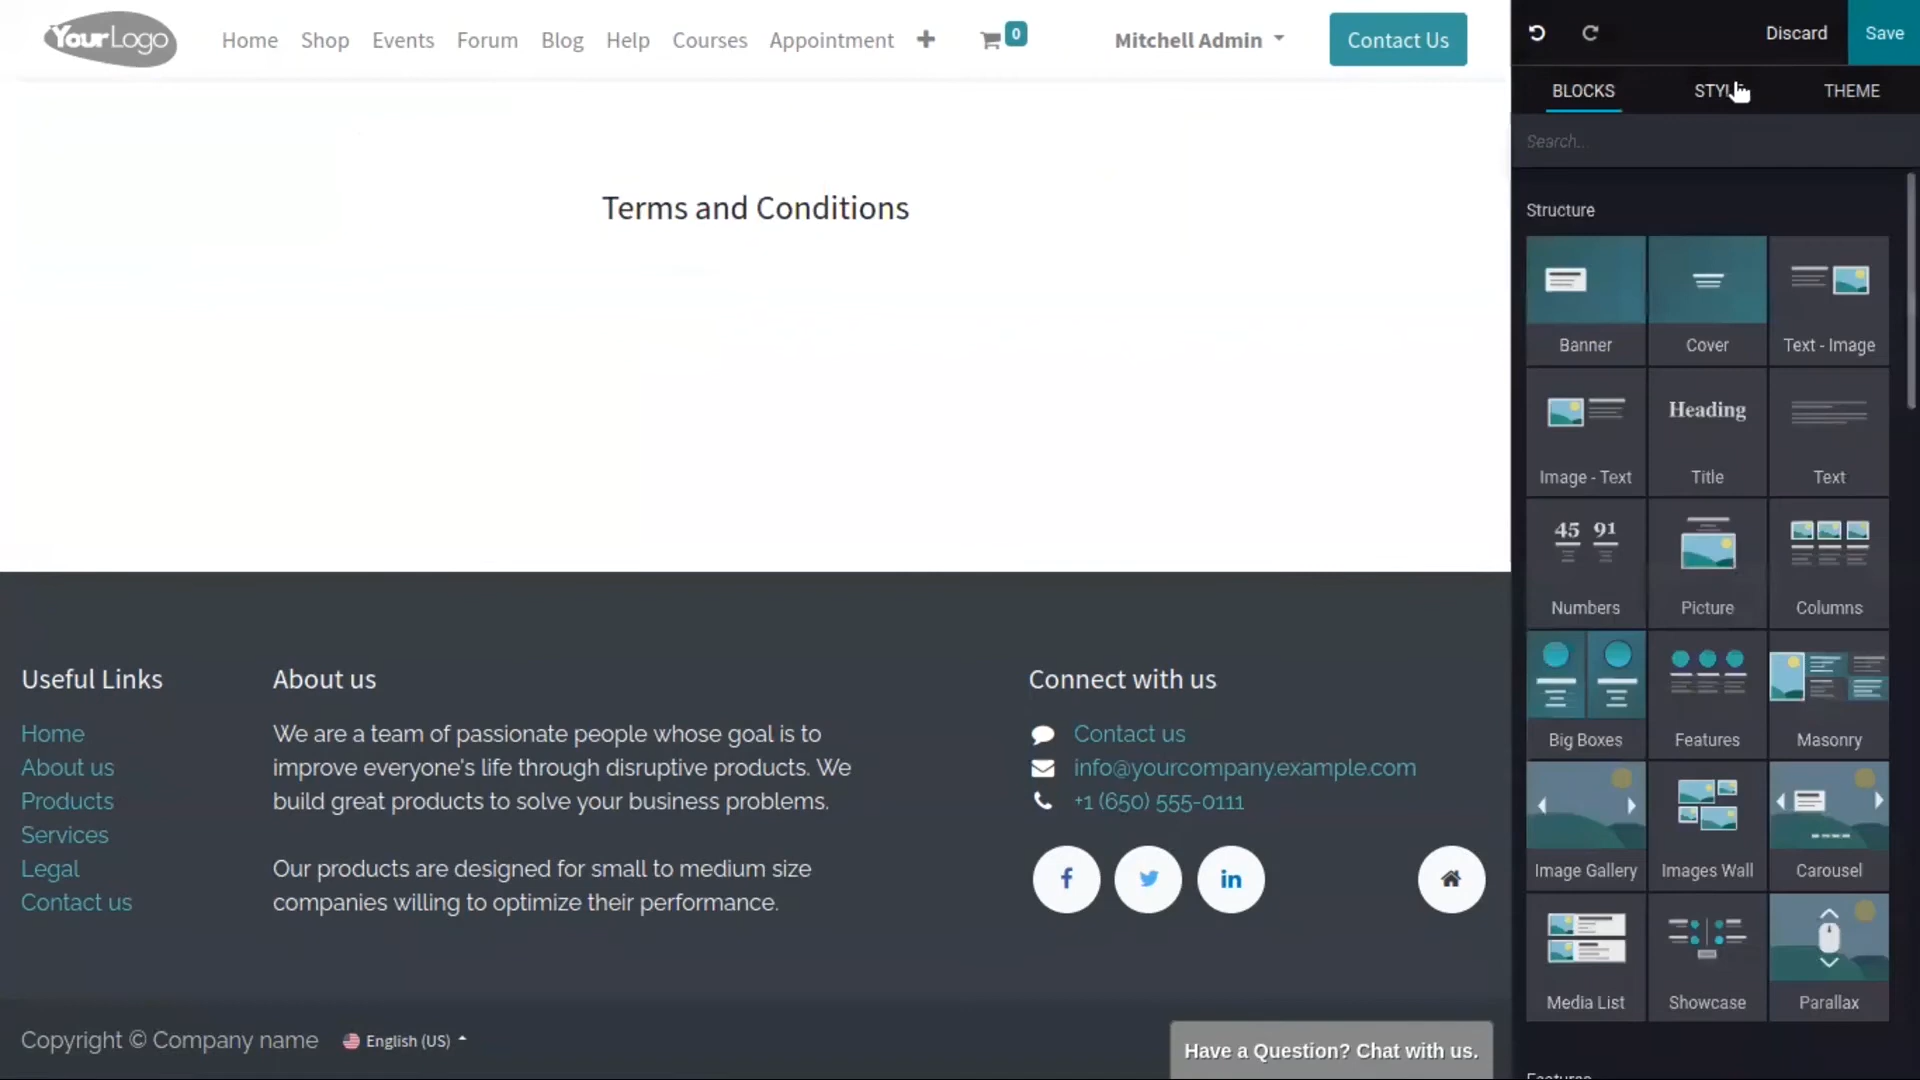 YourLogo
Home Shop Events Forum Blog Help Courses Appointment
0
Mitchell Admin
Contact Us
Discard
Save
BLOCKS
THEME
Search...
Terms and Conditions
Structure
Banner
Cover
Text - Image
Image - Text
Heading
Title
Text
45 91
Numbers
Picture
Columns
Big Boxes
Features
Masonry
Image Gallery
Images Wall
Carousel
Media List
Showcase
Parallax
Useful Links
Home
About us
Products
Services
Legal
Contact us
About us
We are a team of passionate people whose goal is to
improve everyone's life through disruptive products. We
build great products to solve your business problems.
Our products are designed for small to medium size
companies willing to optimize their performance.
Connect with us
Contact us
info@yourcompany.example.com
+1 (650) 555-0111
f
in
Copyright © Company name
English (US)
Have a Question? Chat with us.